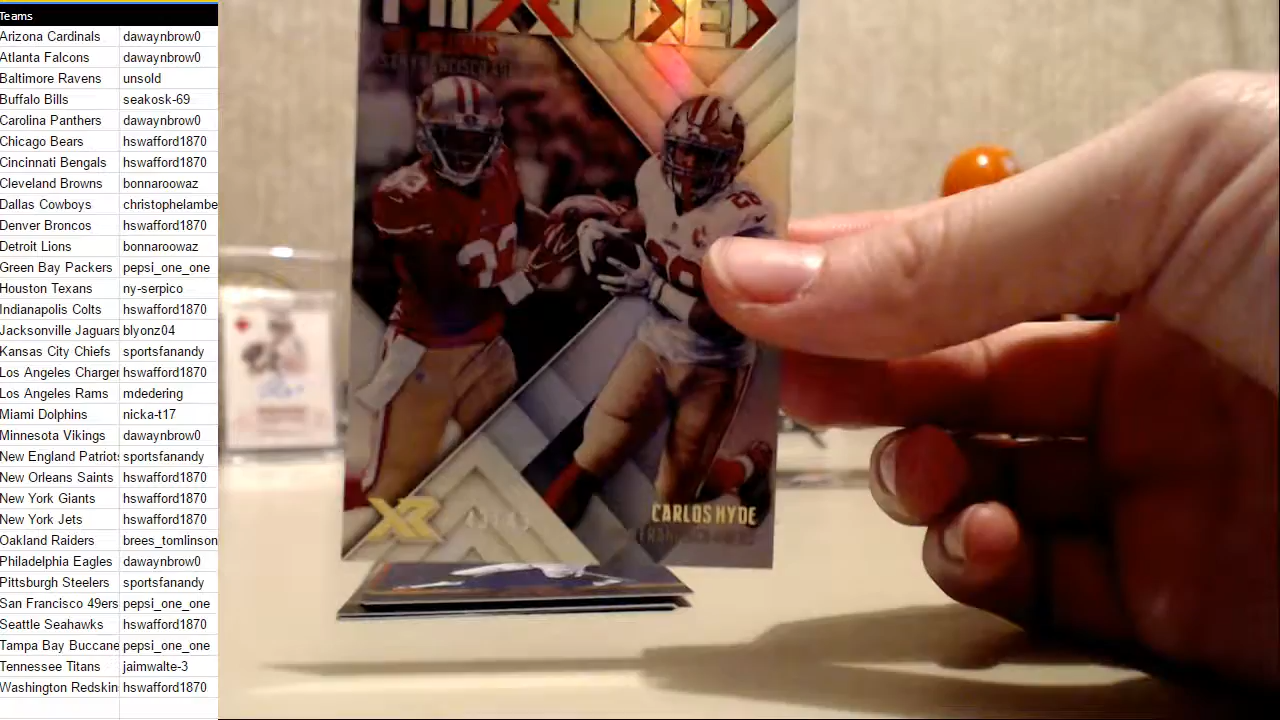 Teams
Arizona Cardinals dawaynbrow0
Atlanta Falcons dawaynbrow0
Baltimore Ravens unsold
Buffalo Bills seakosk-69
Carolina Panthers dawaynbrow0
Chicago Bears hswafford1870
Cincinnati Bengals hswafford1870
Cleveland Browns bonnaroowaz
Dallas Cowboys christophelambe
Denver Broncos hswafford1870
Detroit Lions bonnaroowaz
Green Bay Packers pepsi_one_one
Houston Texans ny-serpico
Indianapolis Colts hswafford1870
Jacksonville Jaguars blyonz04
Kansas City Chiefs sportsfanandy
Los Angeles Charger hswafford1870
Los Angeles Rams mdedering
Miami Dolphins nicka-t17
Minnesota Vikings dawaynbrow0
New England Patriots sportsfanandy
New Orleans Saints hswafford1870
New York Giants hswafford1870
New York Jets hswafford1870
Oakland Raiders brees_tomlinson
Philadelphia Eagles dawaynbrow0
Pittsburgh Steelers sportsfanandy
San Francisco 49ers pepsi_one_one
Seattle Seahawks hswafford1870
Tampa Bay Buccane pepsi_one_one
Tennessee Titans jaimwalte-3
Washington Redskin hswafford1870
28
XR
CARLOS HYDE